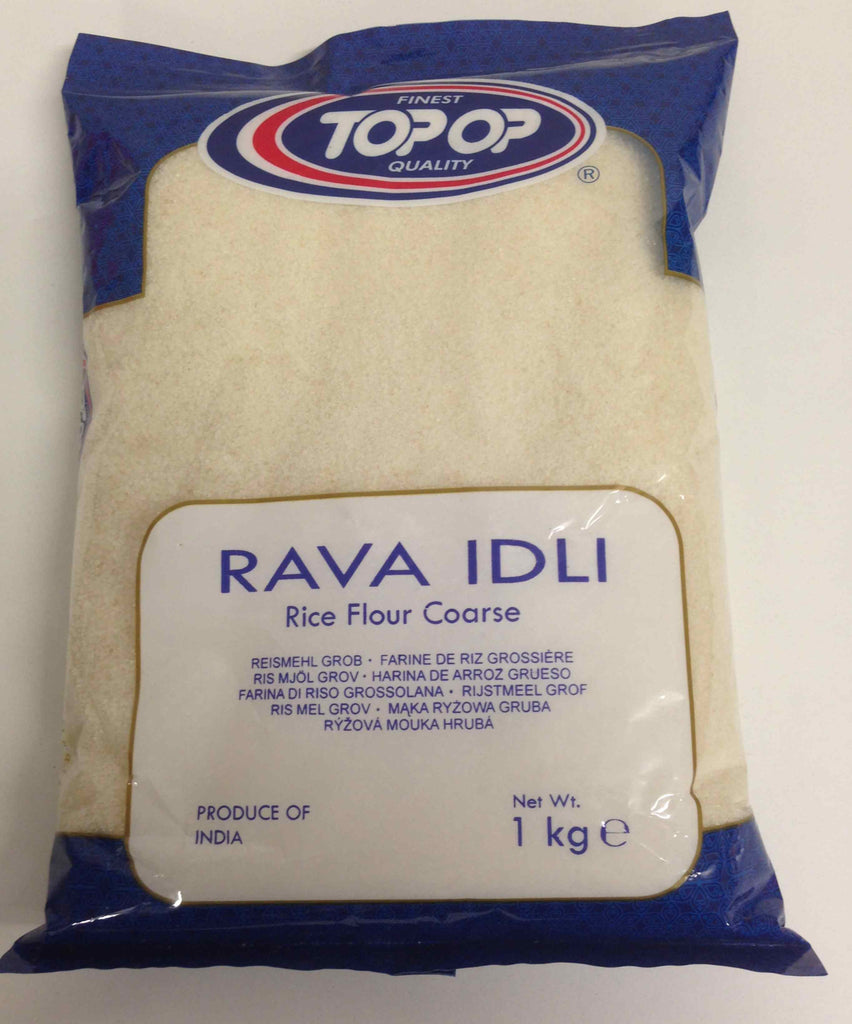 FINEST
TOPOP
QUALITY
®
RAVA IDLI
Rice Flour Coarse
REISMEHL GROB · FARINE DE RIZ GROSSIÈRE
RIS MJÖL GROV · HARINA DE ARROZ GRUESO
FARINA DI RISO GROSSOLANA · RIJSTMEEL GROF
RIS MEL GROV · MĄKA RYŻOWA GRUBA
RÝŽOVÁ MOUKA HRUBÁ
PRODUCE OF
INDIA
Net Wt.
1 kg ℮